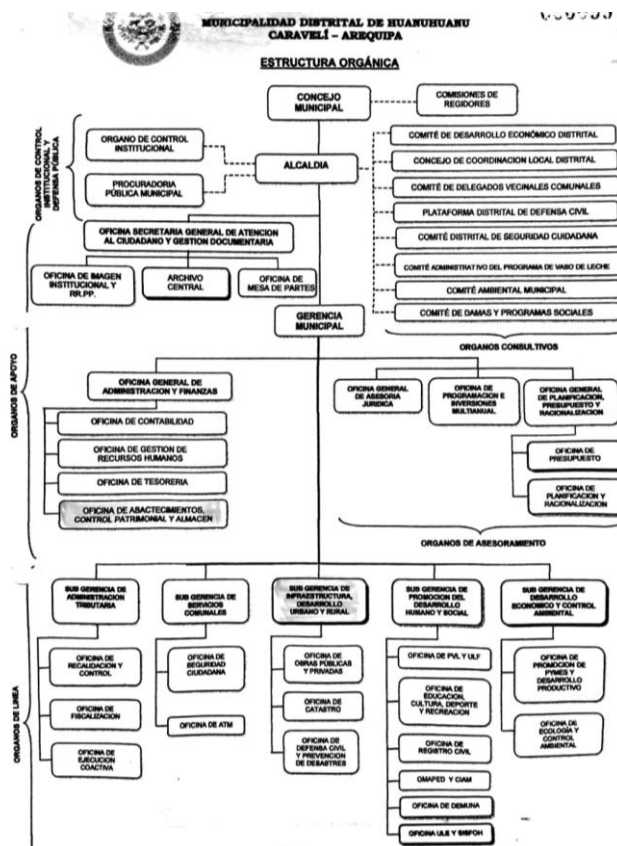 MUNICIPALIDAD DISTRITAL DE HUANUHUANU
CARAVELÍ – AREQUIPA
ESTRUCTURA ORGÁNICA
CONCEJO
MUNICIPAL
COMISIONES DE
REGIDORES
ORGANOS DE CONTROL
INSTITUCIONAL Y
DEFENSA PÚBLICA
ORGANO DE CONTROL
INSTITUCIONAL
PROCURADORIA
PÚBLICA MUNICIPAL
ALCALDIA
COMITÉ DE DESARROLLO ECONÓMICO DISTRITAL
CONCEJO DE COORDINACION LOCAL DISTRITAL
COMITÉ DE DELEGADOS VECINALES COMUNALES
PLATAFORMA DISTRITAL DE DEFENSA CIVIL
COMITÉ DISTRITAL DE SEGURIDAD CUIDADANA
COMITÉ ADMINISTRATIVO DEL PROGRAMA DE VASO DE LECHE
COMITÉ AMBIENTAL MUNICIPAL
COMITÉ DE DAMAS Y PROGRAMAS SOCIALES
ORGANOS CONSULTIVOS
OFICINA SECRETARIA GENERAL DE ATENCION
AL CIUDADANO Y GESTION DOCUMENTARIA
OFICINA DE IMAGEN
INSTITUCIONAL Y
RR.PP.
ARCHIVO
CENTRAL
OFICINA DE
MESA DE PARTES
GERENCIA
MUNICIPAL
ORGANOS DE APOYO
OFICINA GENERAL DE
ADMINISTRACION Y FINANZAS
OFICINA DE CONTABILIDAD
OFICINA DE GESTION DE
RECURSOS HUMANOS
OFICINA DE TESORERIA
OFICINA DE ABACTECIMIENTOS,
CONTROL PATRIMONIAL Y ALMACEN
OFICINA GENERAL
DE ASESORIA
JURIDICA
OFICINA DE
PROGRAMACION E
INVERSIONES
MULTIANUAL
OFICINA GENERAL
DE PLANIFICACION,
PRESUPUESTO Y
RACIONALIZACION
OFICINA DE
PRESUPUESTO
OFICINA DE
PLANIFICACION Y
RACIONALIZACION
ORGANOS DE ASESORAMIENTO
ORGANOS DE LINEA
SUB GERENCIA DE
ADMINISTRACION
TRIBUTARIA
OFICINA DE
RECAUDACION Y
CONTROL
OFICINA DE
FISCALIZACION
OFICINA DE
EJECUCION
COACTIVA
SUB GERENCIA DE
SERVICIOS
COMUNALES
OFICINA DE
SEGURIDAD
CIUDADANA
OFICINA DE ATM
SUB GERENCIA DE
INFRAESTRUCTURA,
DESARROLLO
URBANO Y RURAL
OFICINA DE
OBRAS PÚBLICAS
Y PRIVADAS
OFICINA DE
CATASTRO
OFICINA DE
DEFENSA CIVIL Y
PREVENCION DE
DESASTRES
SUB GERENCIA DE
PROMOCION DEL
DESARROLLO
HUMANO Y SOCIAL
OFICINA DE PVL Y ULF
OFICINA DE
EDUCACION,
CULTURA, DEPORTE
Y RECREACION
OFICINA DE
REGISTRO CIVIL
OMAPED Y CIAM
OFICINA DE DEMUNA
OFICINA ULE Y SISFOH
SUB GERENCIA DE
DESARROLLO
ECONOMICO Y CONTROL
AMBIENTAL
OFICINA DE
PROMOCION DE
PYMES Y
DESARROLLO
PRODUCTIVO
OFICINA DE
ECOLOGÍA Y
CONTROL
AMBIENTAL